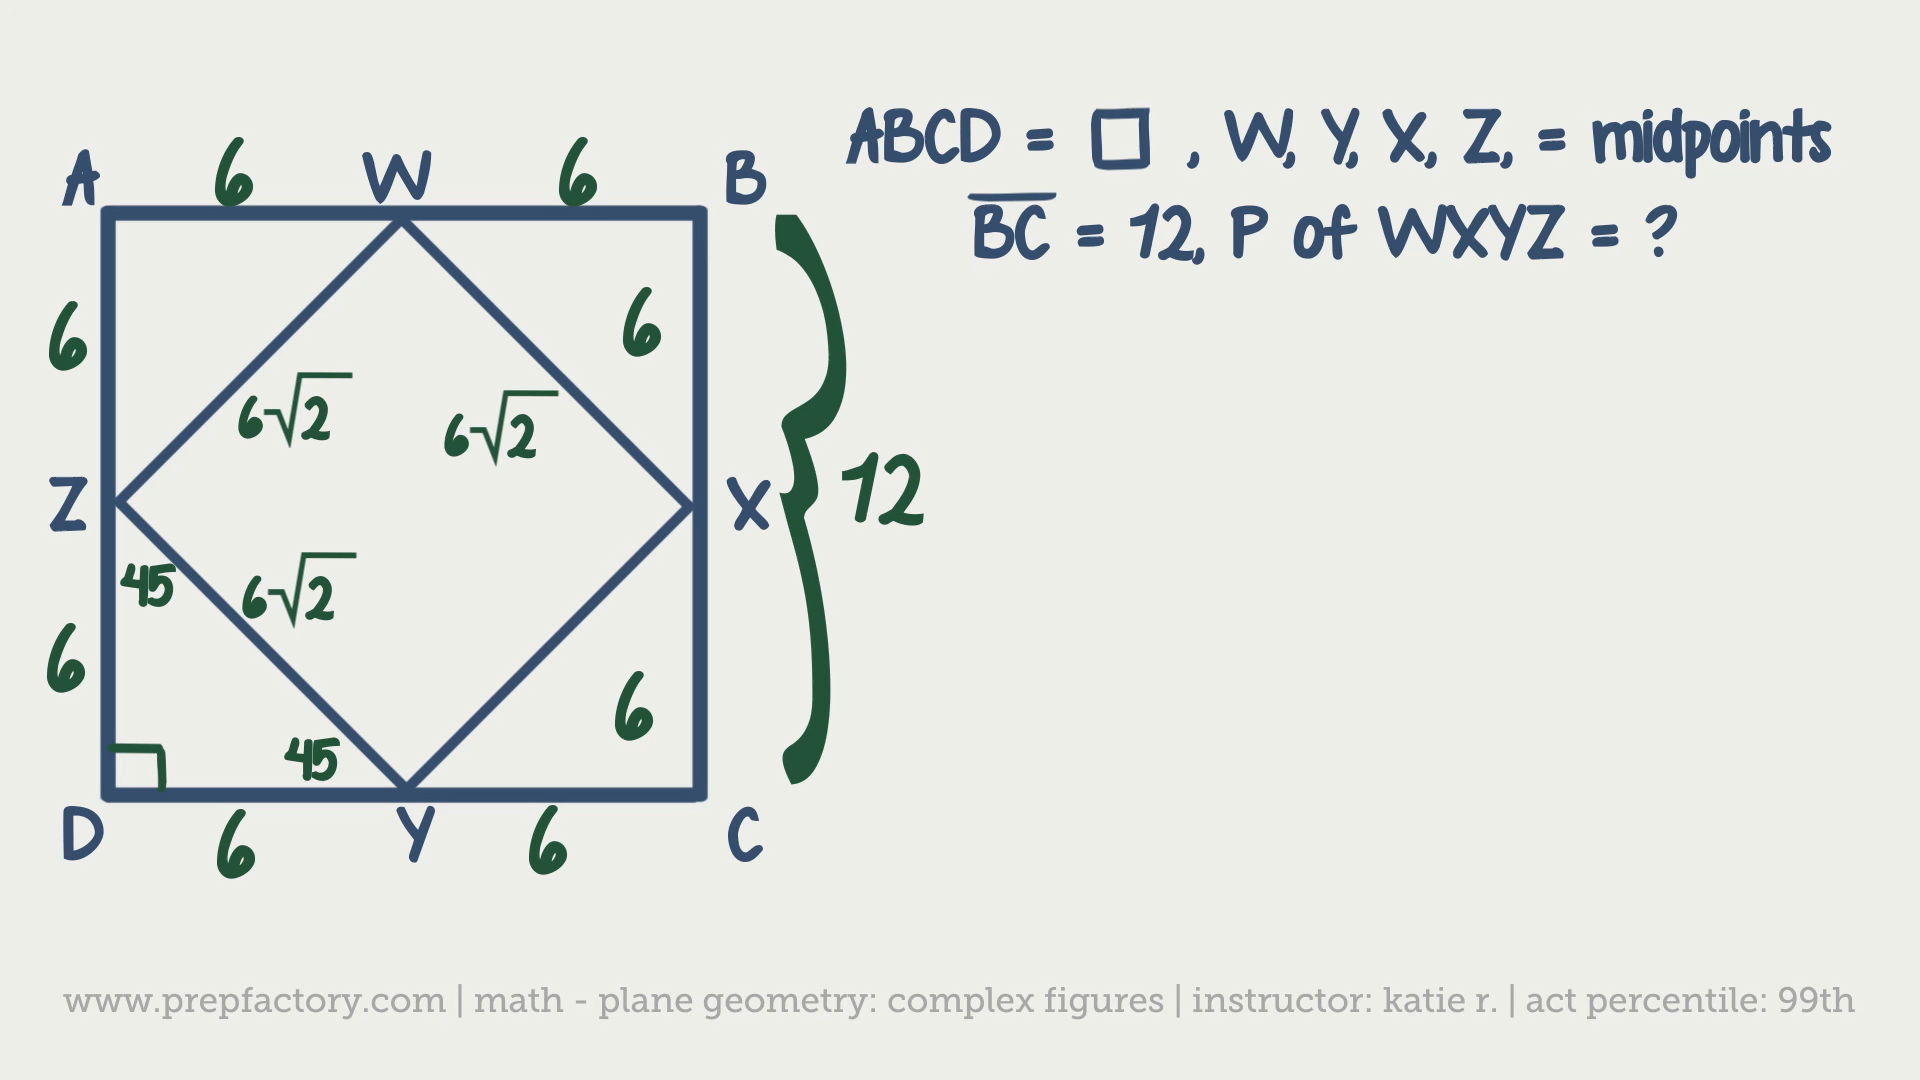 ABCD = □ , W, Y, X, Z, = midpoints
BC = 12, P of WXYZ = ?
A 6 W 6 B
6 6
6√2 6√2
Z X 12
45 6√2
6 6
45
D 6 Y 6 C
www.prepfactory.com | math - plane geometry: complex figures | instructor: katie r. | act percentile: 99th